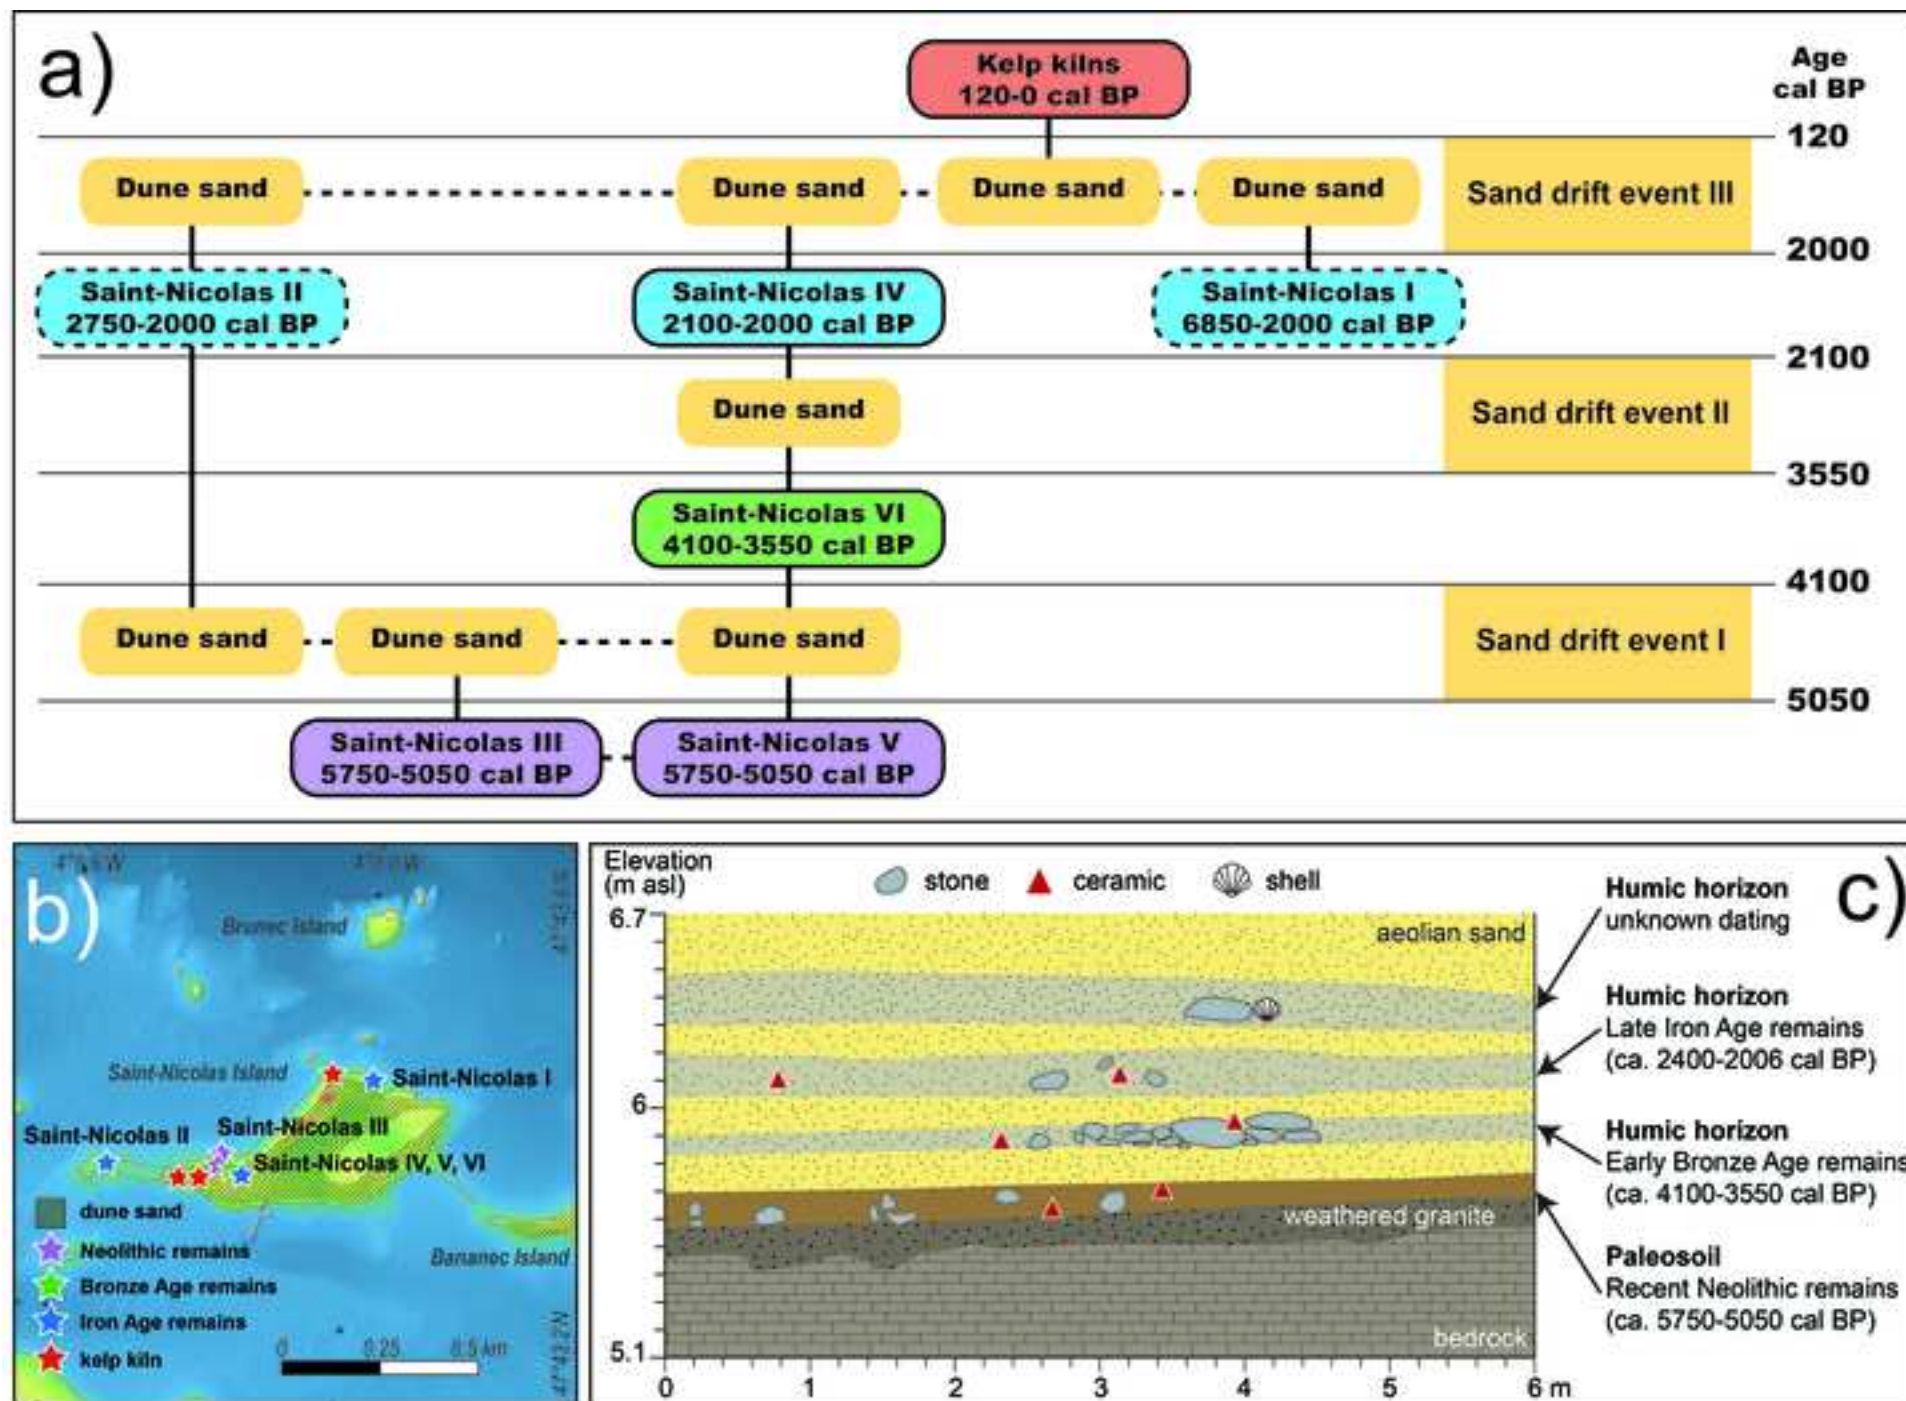 a)
Kelp kilns
120-0 cal BP
Age
cal BP
120
Dune sand
Dune sand
Dune sand
Dune sand
Sand drift event III
2000
Saint-Nicolas II
2750-2000 cal BP
Saint-Nicolas IV
2100-2000 cal BP
Saint-Nicolas I
6850-2000 cal BP
2100
Dune sand
Sand drift event II
3550
Saint-Nicolas VI
4100-3550 cal BP
4100
Dune sand
Dune sand
Dune sand
Sand drift event I
5050
Saint-Nicolas III
5750-5050 cal BP
Saint-Nicolas V
5750-5050 cal BP
b)
Brunec Island
Saint-Nicolas Island
Saint-Nicolas I
Saint-Nicolas II
Saint-Nicolas III
Saint-Nicolas IV, V, VI
Bananec Island
dune sand
Neolithic remains
Bronze Age remains
Iron Age remains
kelp kiln
0
0.25
0.5 km
c)
Elevation
(m asl)
stone
ceramic
shell
6.7
aeolian sand
6
weathered granite
bedrock
5.1
0 1 2 3 4 5 6 m
Humic horizon
unknown dating
Humic horizon
Late Iron Age remains
(ca. 2400-2006 cal BP)
Humic horizon
Early Bronze Age remains
(ca. 4100-3550 cal BP)
Paleosoil
Recent Neolithic remains
(ca. 5750-5050 cal BP)